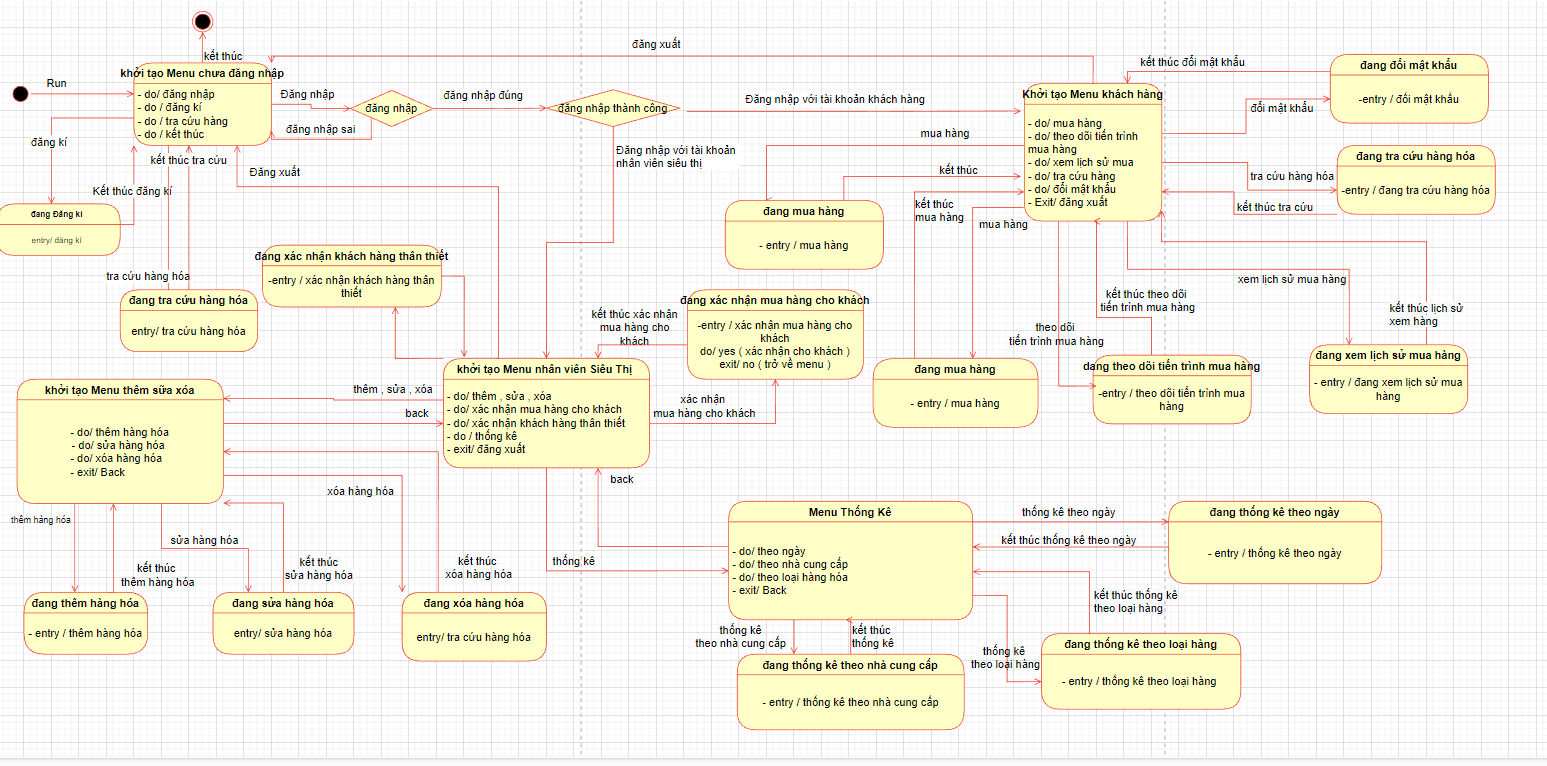 kết thúc
Run
khởi tạo Menu chưa đăng nhập
- do/ đăng nhập
- do / đăng kí
- do / tra cứu hàng
- do / kết thúc
Đăng nhập
đăng nhập
đăng nhập sai
đăng nhập đúng
đăng nhập thành công
đăng xuất
Đăng nhập với tài khoản khách hàng
Đăng nhập với tài khoản
nhân viên siêu thị
đăng kí
Kết thúc đăng kí
kết thúc tra cứu
Đăng xuất
đang Đăng kí
entry/ đăng kí
tra cứu hàng hóa
đang tra cứu hàng hóa
entry/ tra cứu hàng hóa
đang xác nhận khách hàng thân thiết
-entry / xác nhận khách hàng thân
thiết
Khởi tạo Menu khách hàng
- do/ mua hàng
- do/ theo dõi tiến trình
mua hàng
- do/ xem lịch sử mua
- do/ tra cứu hàng
- do/ đổi mật khẩu
- Exit/ đăng xuất
kết thúc đổi mật khẩu
đổi mật khẩu
đang đổi mật khẩu
-entry / đổi mật khẩu
tra cứu hàng hóa
kết thúc tra cứu
đang tra cứu hàng hóa
-entry / đang tra cứu hàng hóa
mua hàng
kết thúc
đang mua hàng
- entry / mua hàng
kết thúc
mua hàng
mua hàng
đang mua hàng
- entry / mua hàng
theo dõi
tiến trình mua hàng
kết thúc theo dõi
tiến trình mua hàng
đang theo dõi tiến trình mua hàng
-entry / theo dõi tiến trình mua
hàng
xem lịch sử mua hàng
kết thúc lịch sử
xem hàng
đang xem lịch sử mua hàng
- entry / đang xem lịch sử mua
hàng
kết thúc xác nhận
mua hàng cho
khách
đang xác nhận mua hàng cho khách
-entry / xác nhận mua hàng cho
khách
do/ yes ( xác nhận cho khách )
exit/ no ( trở về menu )
xác nhận
mua hàng cho khách
khởi tạo Menu nhân viên Siêu Thị
- do/ thêm , sửa , xóa
- do/ xác nhận mua hàng cho khách
- do/ xác nhận khách hàng thân thiết
- do / thống kê
- exit/ đăng xuất
thêm , sửa , xóa
back
khởi tạo Menu thêm sữa xóa
- do/ thêm hàng hóa
- do/ sửa hàng hóa
- do/ xóa hàng hóa
- exit/ Back
thêm hàng hóa
kết thúc
thêm hàng hóa
sửa hàng hóa
kết thúc
sửa hàng hóa
xóa hàng hóa
kết thúc
xóa hàng hóa
đang thêm hàng hóa
- entry / thêm hàng hóa
đang sửa hàng hóa
entry/ sửa hàng hóa
đang xóa hàng hóa
entry/ tra cứu hàng hóa
back
thống kê
Menu Thống Kê
- do/ theo ngày
- do/ theo nhà cung cấp
- do/ theo loại hàng hóa
- exit/ Back
thống kê theo ngày
kết thúc thống kê theo ngày
đang thống kê theo ngày
- entry / thống kê theo ngày
thống kê
theo nhà cung cấp
kết thúc
thống kê
đang thống kê theo nhà cung cấp
- entry / thống kê theo nhà cung cấp
thống kê
theo loại hàng
kết thúc thống kê
theo loại hàng
đang thống kê theo loại hàng
- entry / thống kê theo loại hàng